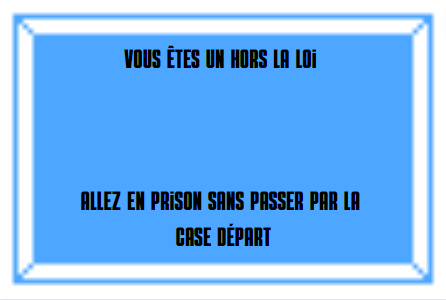 VOUS ÊTES UN HORS LA LOi
ALLEZ EN PRiSON SANS PASSER PAR LA
CASE DÉPART